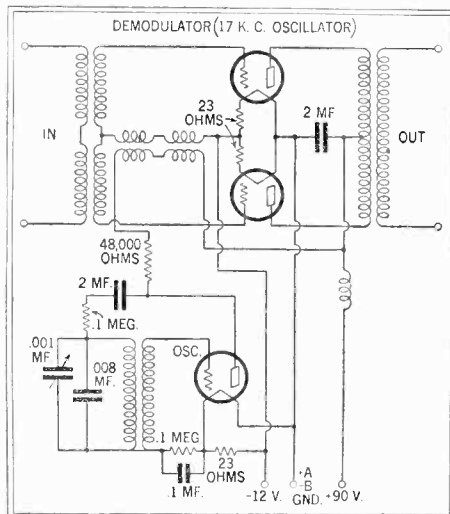 DEMODULATOR (17 K. C. OSCILLATOR)
23
OHMS
2 MF
IN
OUT
48,000
OHMS
2 MF.
.1 MEG.
.001
MF.
.008
MF.
OSC.
.1 MEG
23
OHMS
.1 MF.
-12 V.
+A
-B
GND.
+90 V.